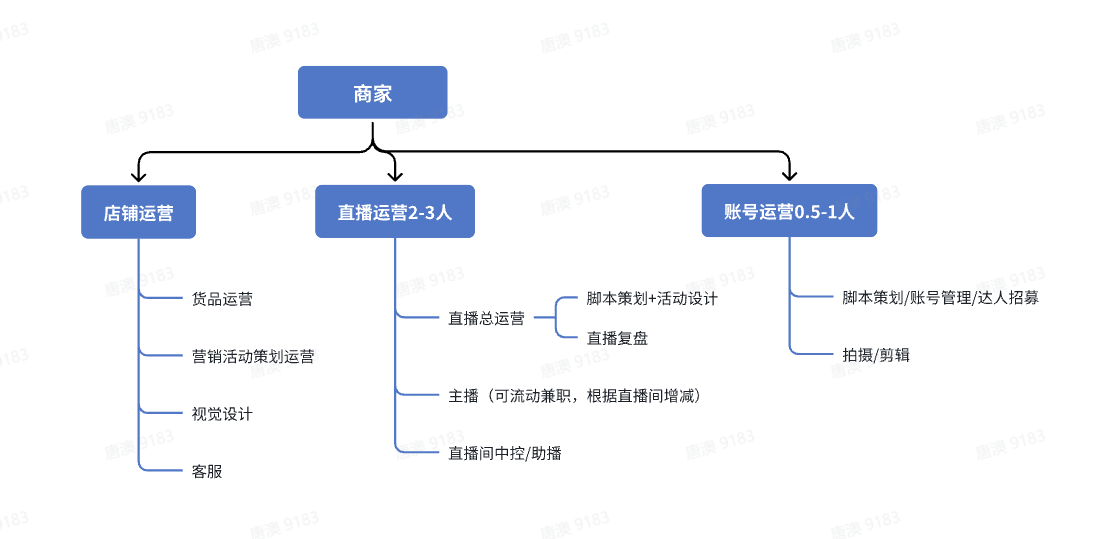 商家
店铺运营
货品运营
营销活动策划运营
视觉设计
客服
直播运营2-3人
直播总运营
脚本策划+活动设计
直播复盘
主播（可流动兼职，根据直播间增减）
直播间中控/助播
账号运营0.5-1人
脚本策划/账号管理/达人招募
拍摄/剪辑
唐澳 9183